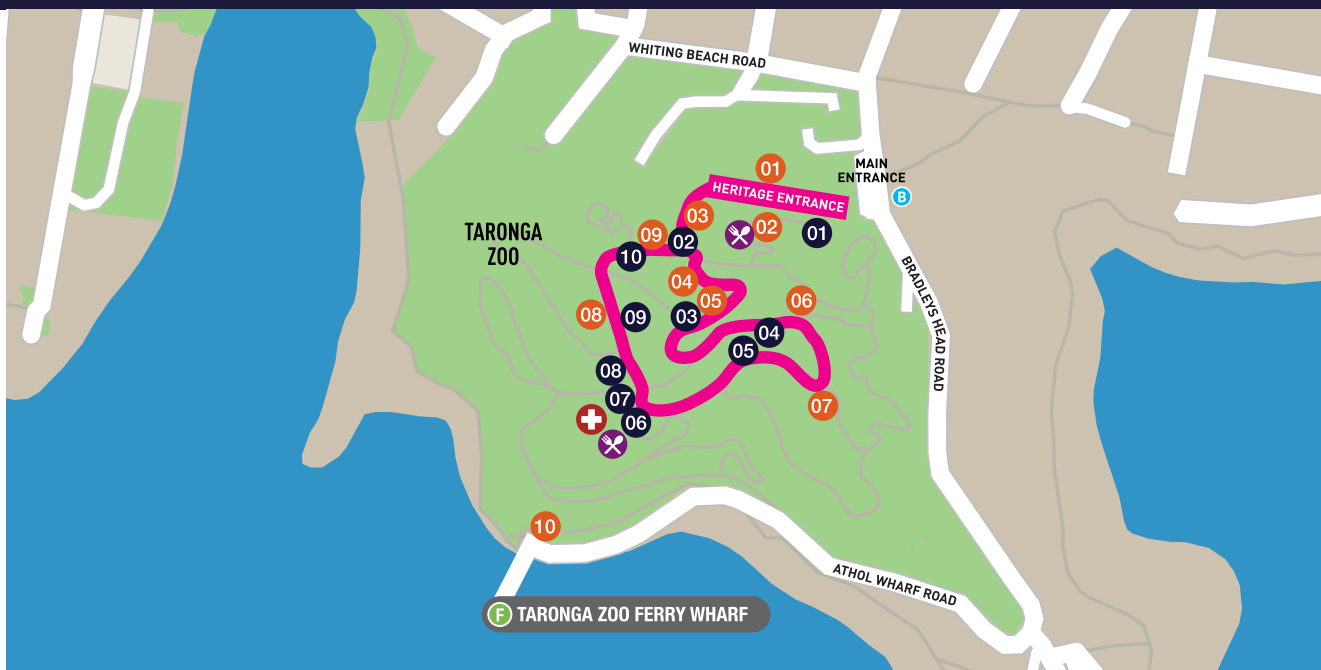 WHITING BEACH ROAD
01
MAIN
ENTRANCE
HERITAGE ENTRANCE
B
03
02
01
09
02
TARONGA
ZOO
10
04
05
06
08
09
03
04
05
BRADLEYS HEAD ROAD
08
07
07
06
10
ATHOL WHARF ROAD
F TARONGA ZOO FERRY WHARF